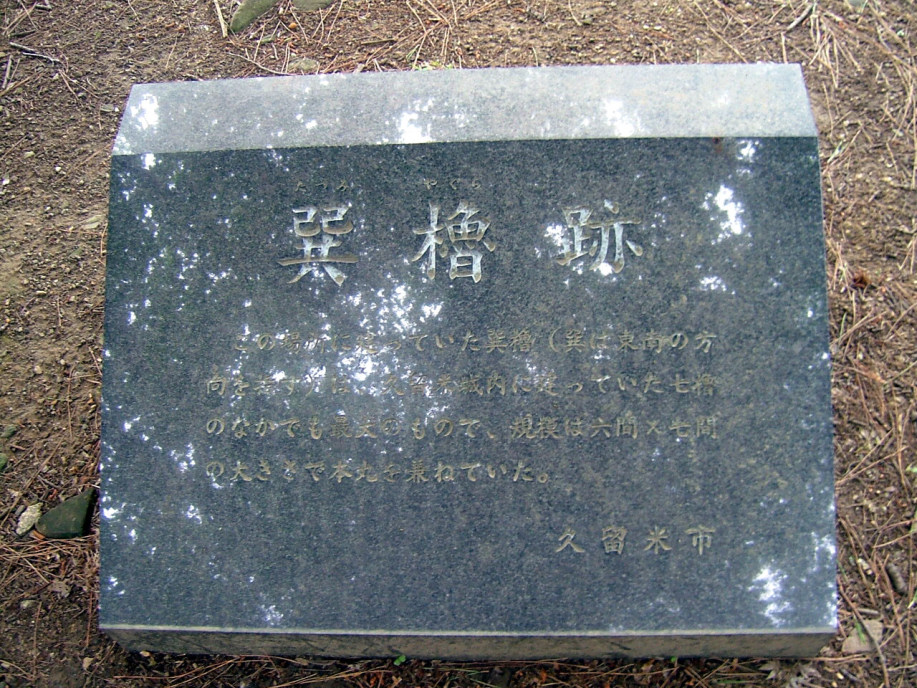 たつみ やぐら
巽櫓跡
この場所に建っていた巽櫓（巽は東南の方
向を示す）は、久留米城内に建っていた七櫓
のなかでも最大のもので、規模は六間×七間
の大きさで本丸を兼ねていた。
久留米市